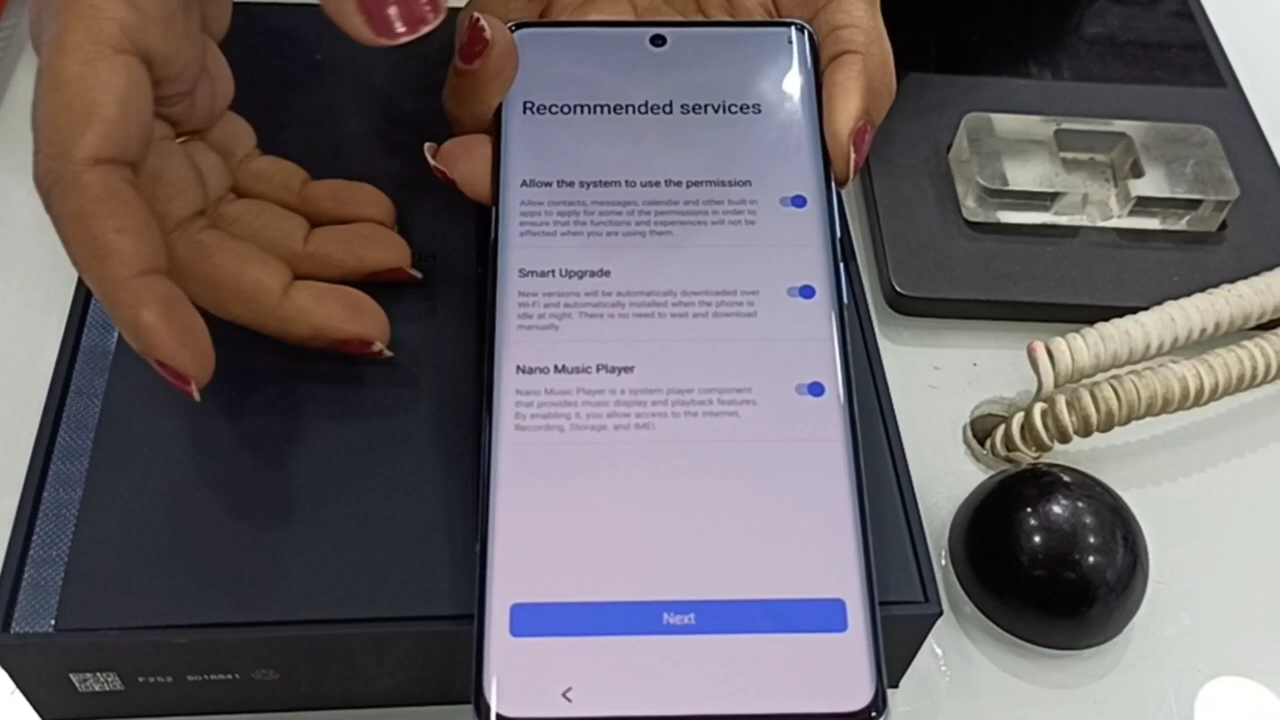 Recommended services
Allow the system to use the permission
Allow contacts, messages, calendar and other built-in
apps to apply for some of the permissions in order to
ensure that the functions and experiences will not be
affected when you are using them.
Smart Upgrade
New versions will be automatically downloaded over
Wi-Fi and automatically installed when the phone is
idle at night. There is no need to wait and download
manually.
Nano Music Player
Nano Music Player is a system player component
that provides music display and playback features.
By enabling it, you allow access to the internet,
Recording, Storage, and IMEI.
Next